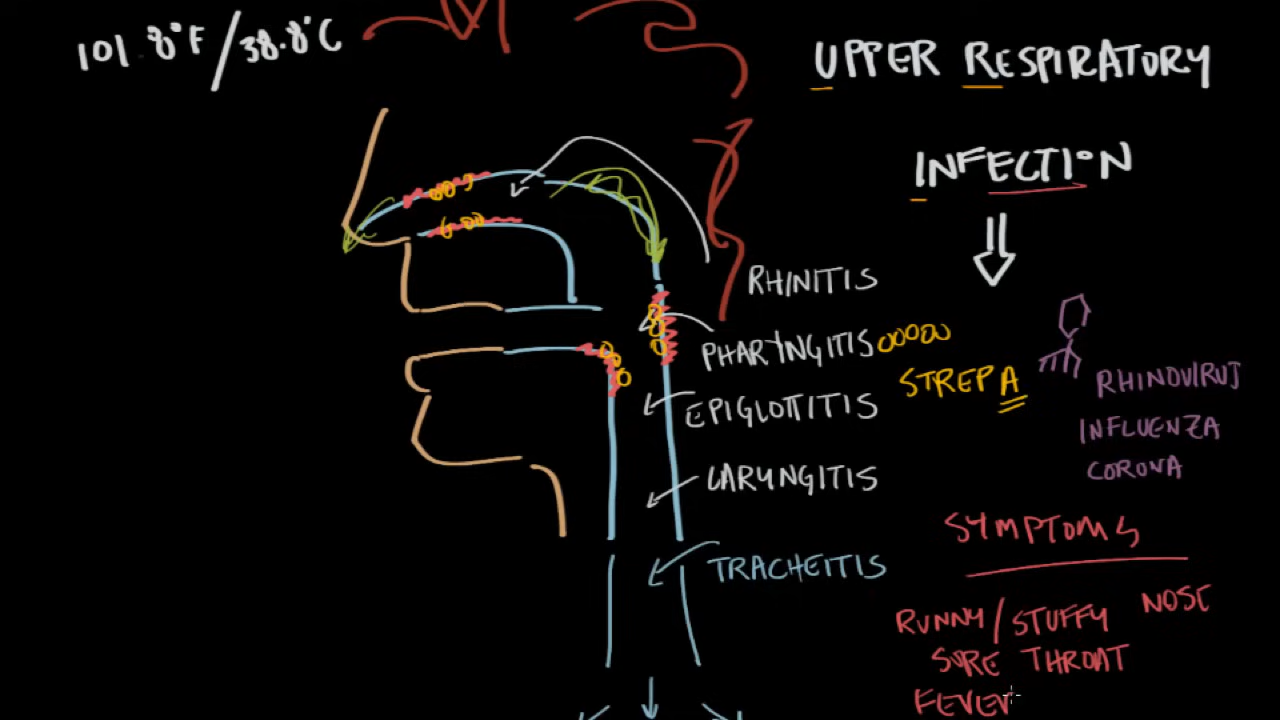 101.8°F/38.8°C
UPPER RESPIRATORY
INFECTION
RHINITIS
PHARYNGITIS
STREP A
EPIGLOTTITIS
RHINOVIRUS
INFLUENZA
CORONA
LARYNGITIS
TRACHEITIS
SYMPTOMS
RUNNY/STUFFY NOSE
SORE THROAT
FEVER